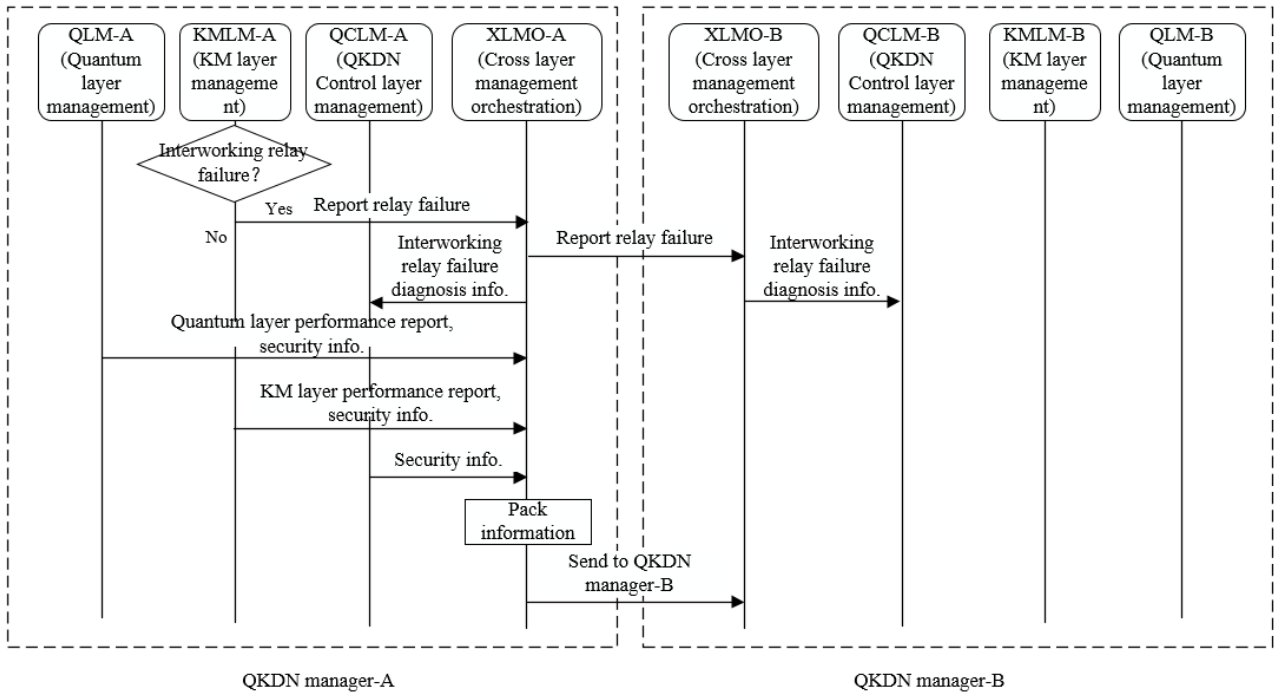 QLM-A
(Quantum
layer
management)
KMLM-A
(KM layer
manageme
nt)
QCLM-A
(QKDN
Control layer
management)
XLMO-A
(Cross layer
management
orchestration)
XLMO-B
(Cross layer
management
orchestration)
QCLM-B
(QKDN
Control layer
management)
KMLM-B
(KM layer
manageme
nt)
QLM-B
(Quantum
layer
management)
Interworking relay
failure?
Yes
Report relay failure
No
Report relay failure
Interworking
relay failure
diagnosis info.
Interworking
relay failure
diagnosis info.
Quantum layer performance report,
security info.
KM layer performance report,
security info.
Security info.
Pack
information
Send to QKDN
manager-B
QKDN manager-A
QKDN manager-B